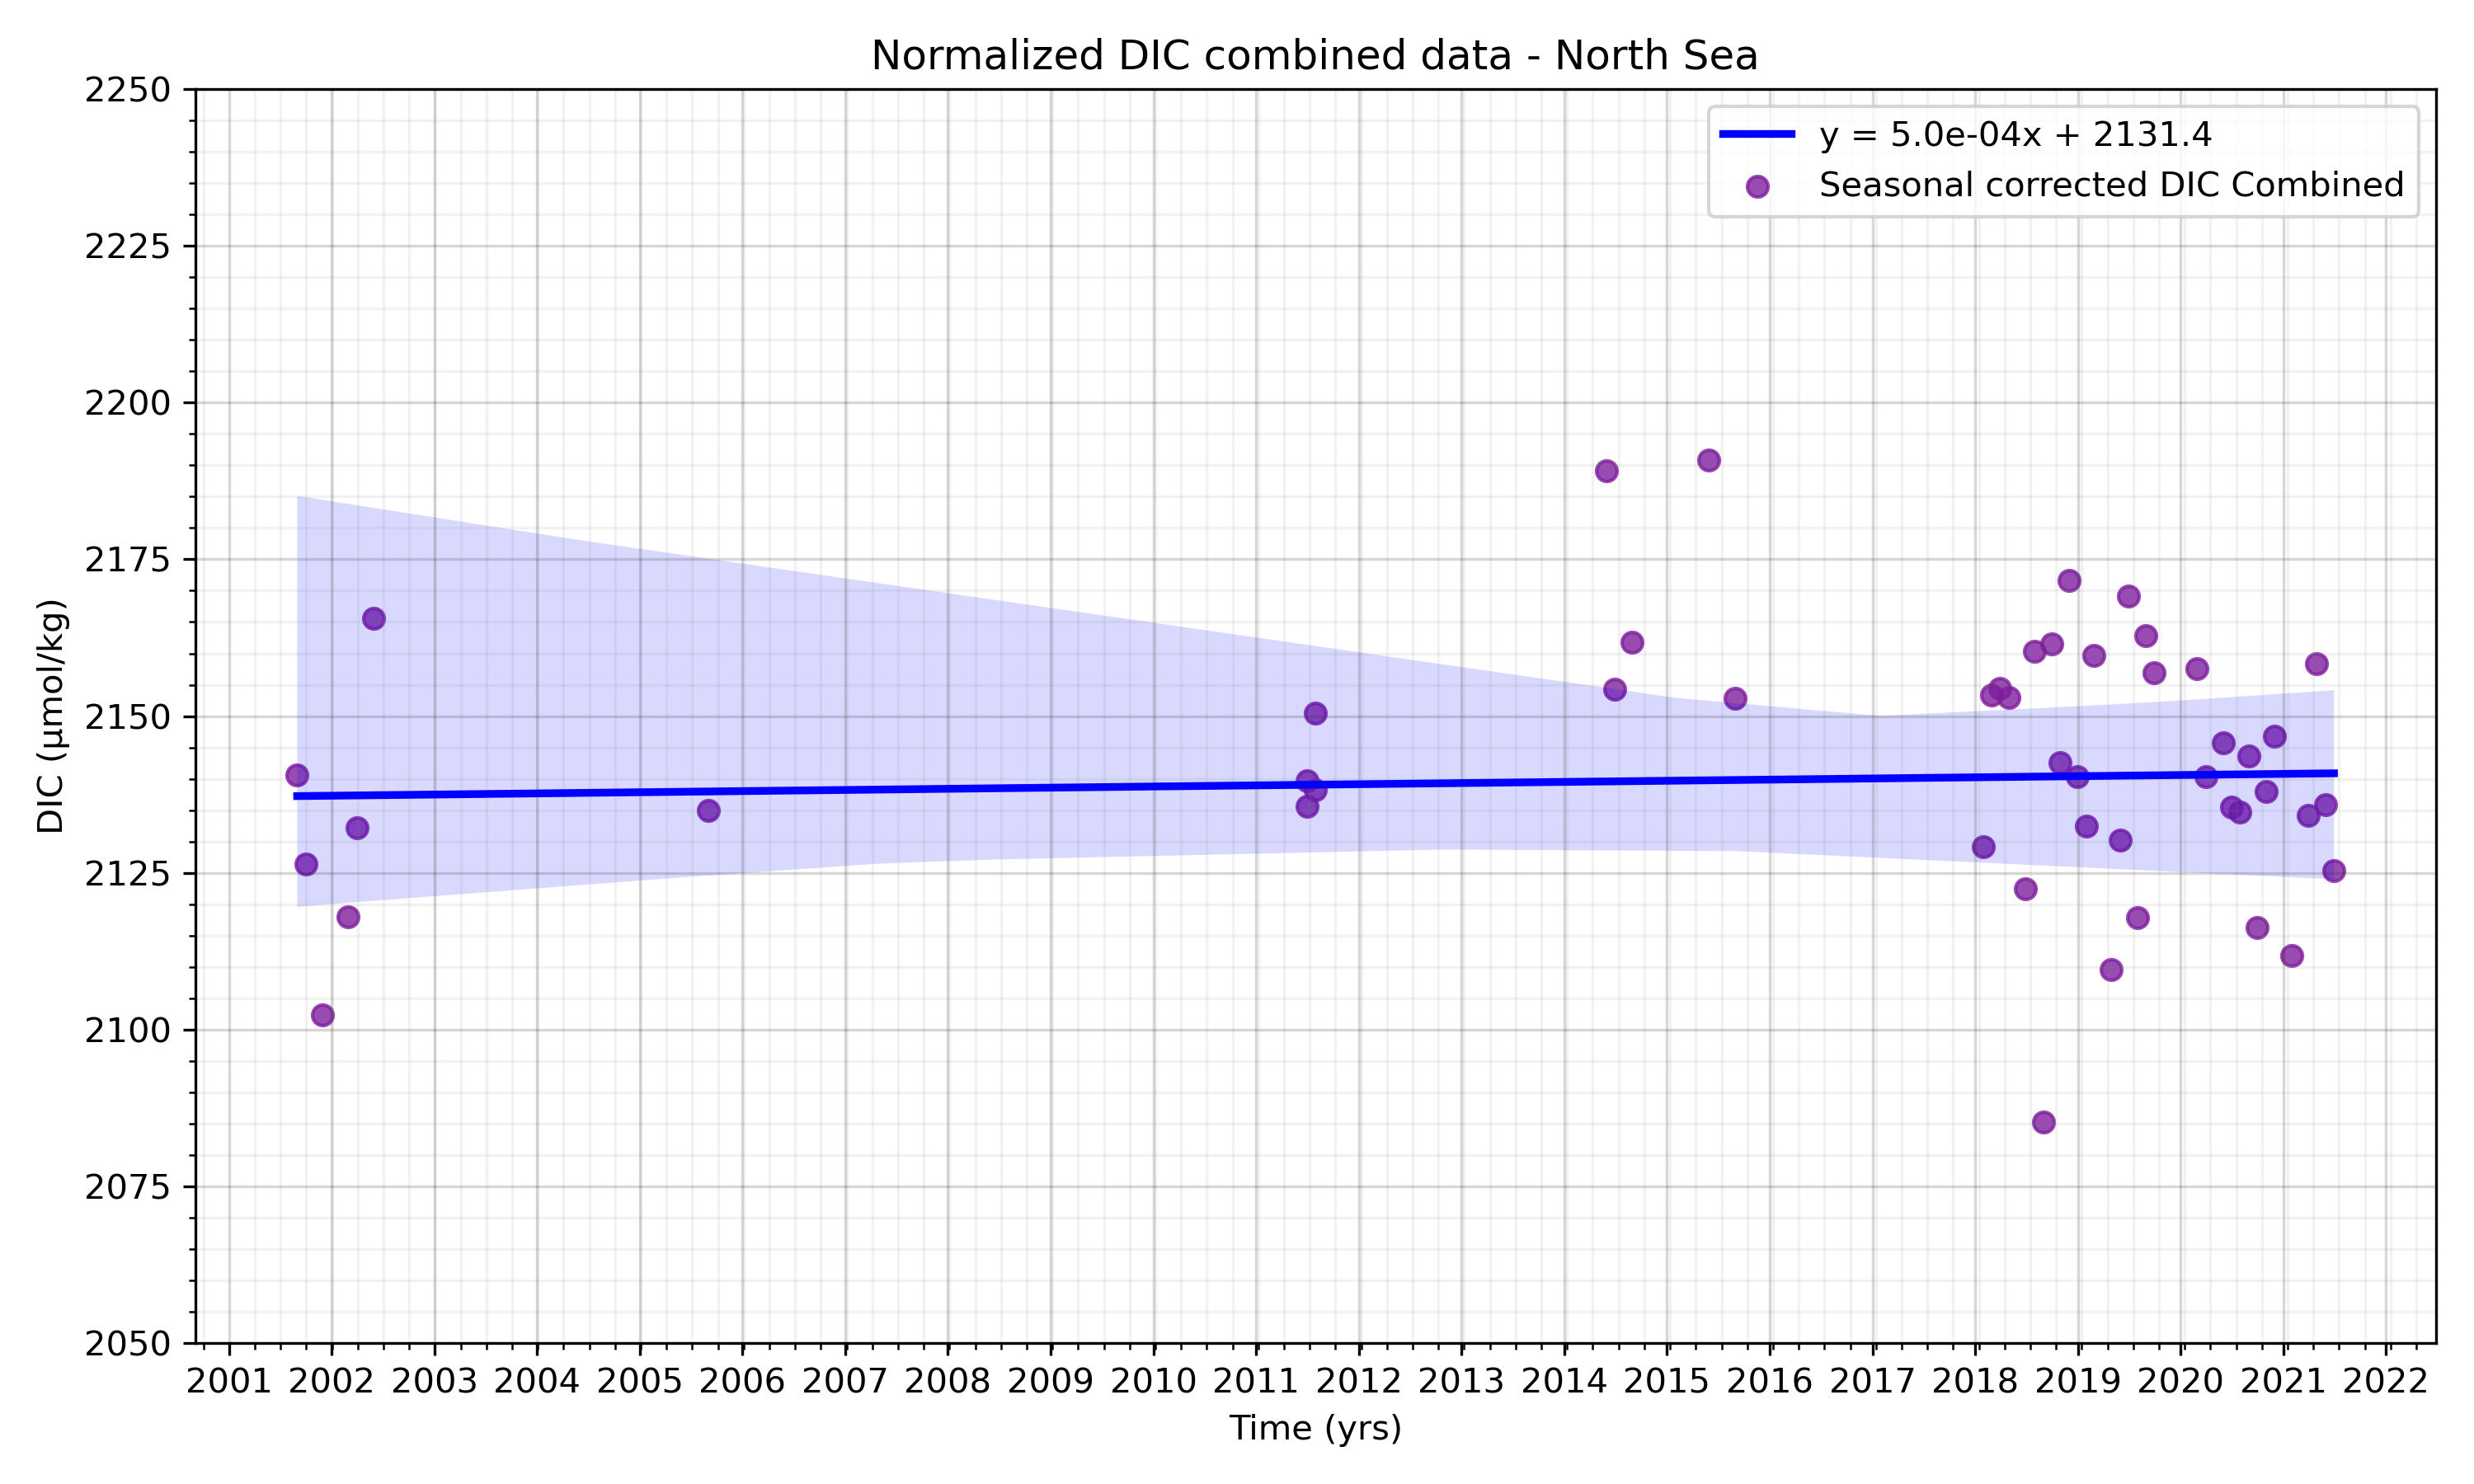 Normalized DIC combined data - North Sea
y = 5.0e-04x + 2131.4
Seasonal corrected DIC Combined
DIC (μmol/kg)
2250
2225
2200
2175
2150
2125
2100
2075
2050
2001 2002 2003 2004 2005 2006 2007 2008 2009 2010 2011 2012 2013 2014 2015 2016 2017 2018 2019 2020 2021 2022
Time (yrs)